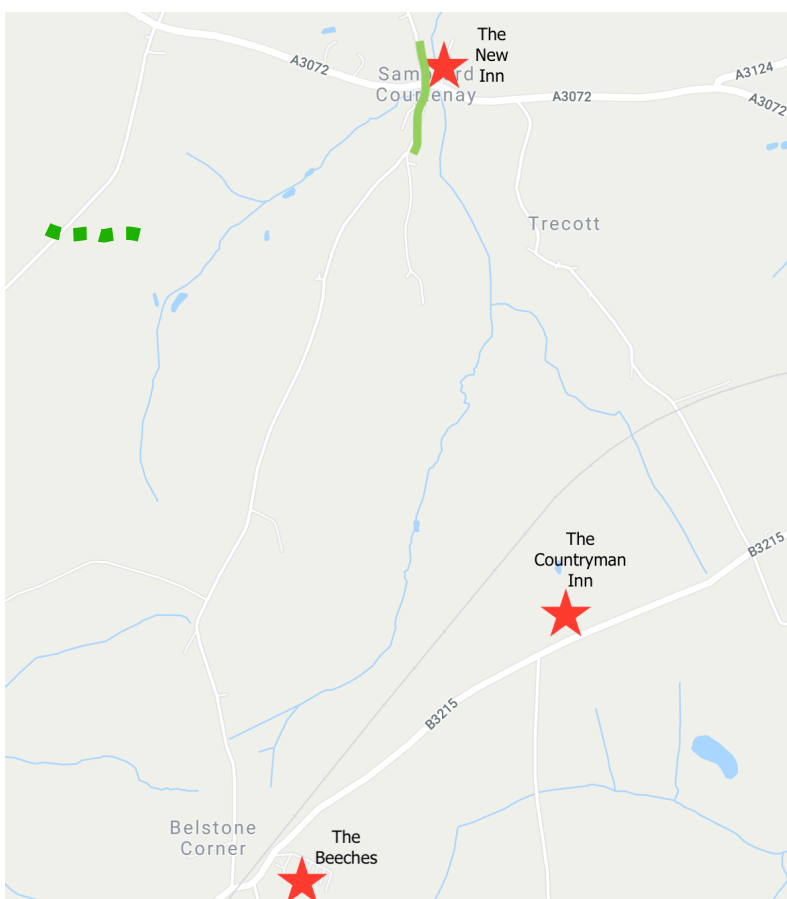 The
New
Inn
A3072
Sampford
Courtenay
A3124
A3072
A3072
Trecott
The
Countryman
Inn
B3215
B3215
Belstone
Corner
The
Beeches